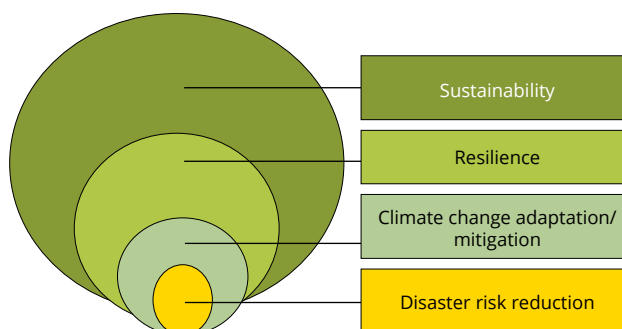 Sustainability
Resilience
Climate change adaptation/
mitigation
Disaster risk reduction